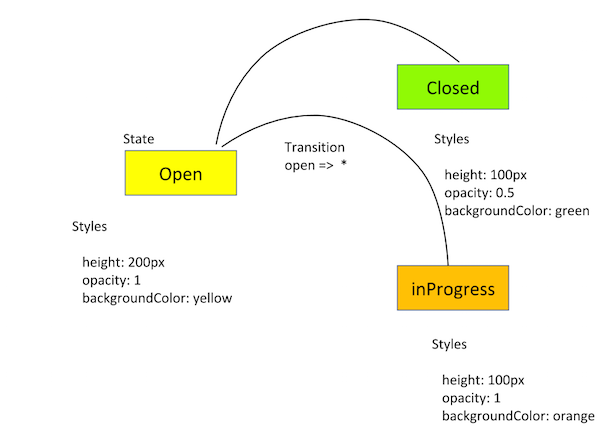 Closed
State
Transition
open => *
Styles
Open
height: 100px
opacity: 0.5
backgroundColor: green
Styles
height: 200px
opacity: 1
backgroundColor: yellow
inProgress
Styles
height: 100px
opacity: 1
backgroundColor: orange